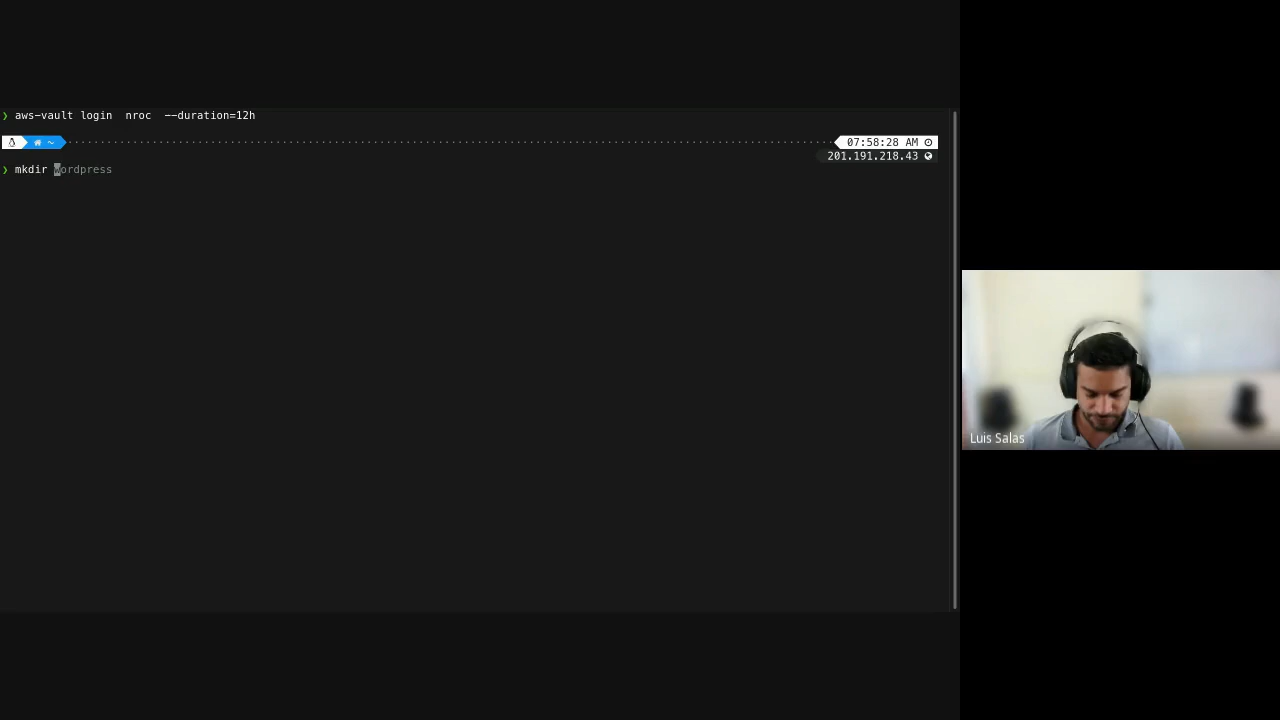 ❯ aws-vault login  nroc  --duration=12h
~ 07:58:28 AM
201.191.218.43
❯ mkdir wordpress
Luis Salas